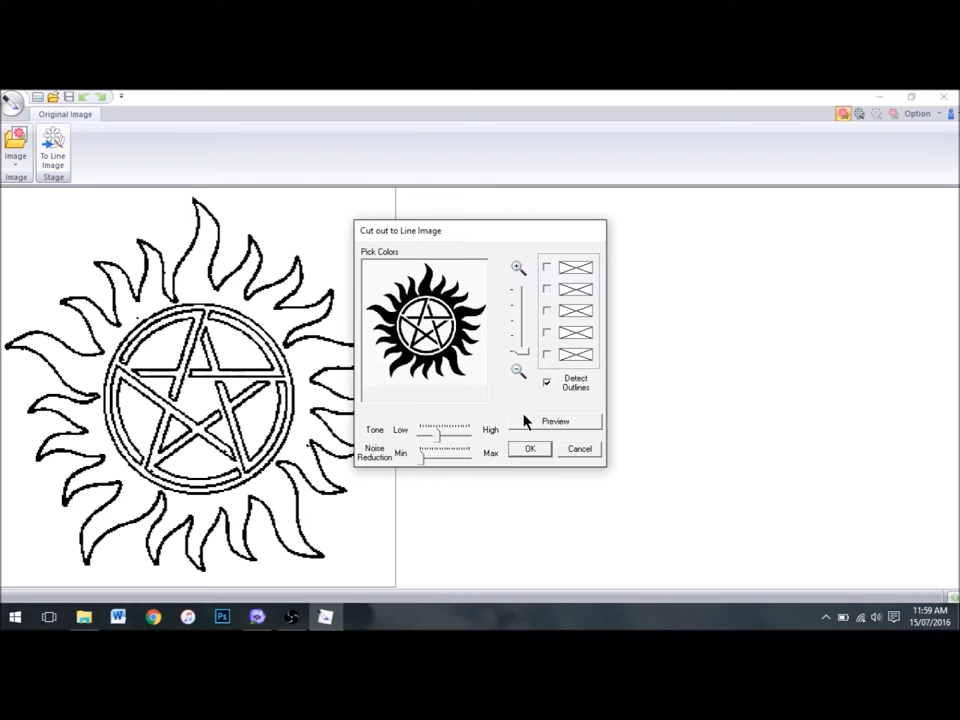 Original Image
Option
Image
To Line
Image
Image
Stage
Cut out to Line Image
Pick Colors
Detect
Outlines
Preview
Tone
Low
High
Noise
Reduction
Min
Max
OK
Cancel
W
Ps
11:59 AM
15/07/2016